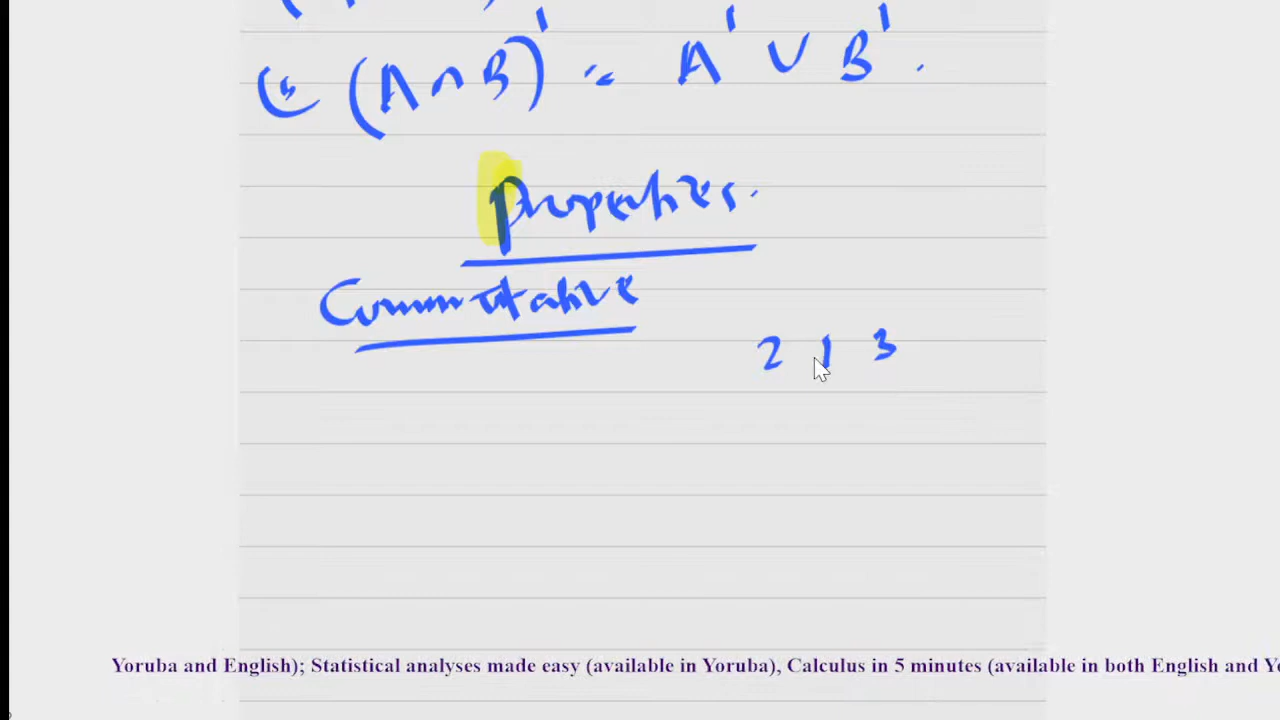 (A∩B)' = A' ∪ B'.
Properties.
Commutative
2 1 3
Yoruba and English); Statistical analyses made easy (available in Yoruba), Calculus in 5 minutes (available in both English and Yo